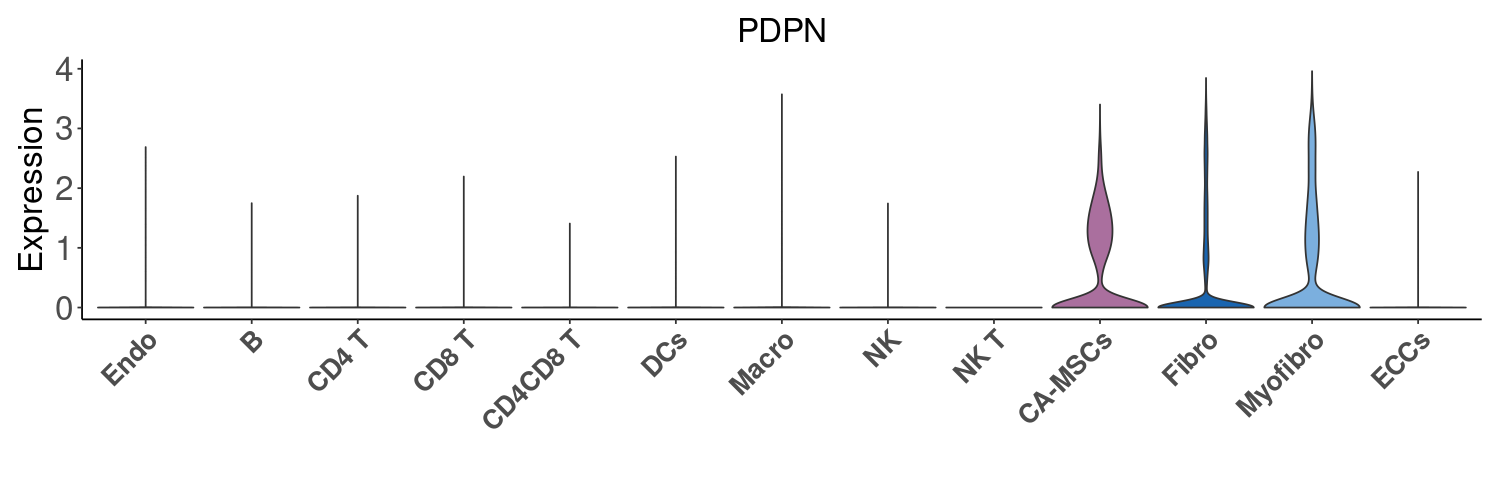 PDPN
Expression
4
3
2
1
0
Endo
B
CD4 T
CD8 T
CD4CD8 T
DCs
Macro
NK
NK T
CA-MSCs
Fibro
Myofibro
ECCs